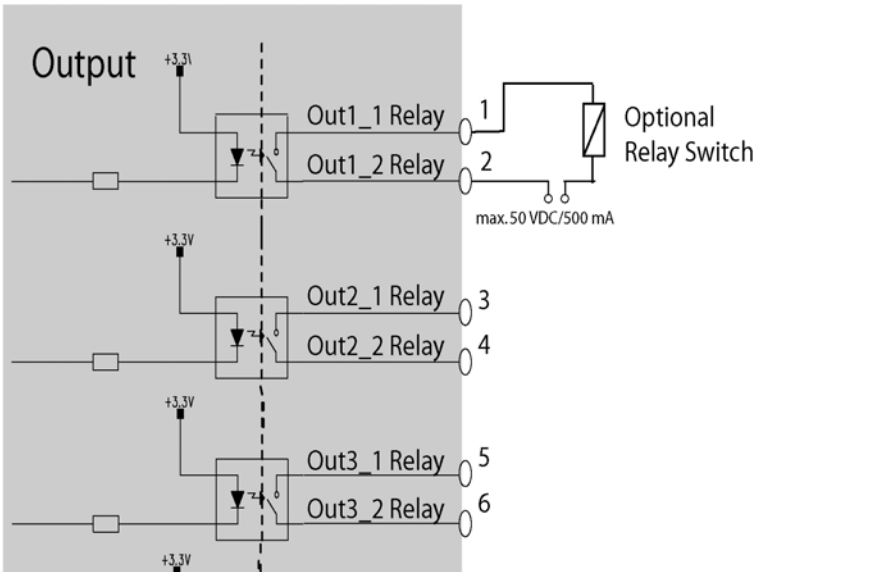 Output
+3.3\
Out1_1 Relay
1
Out1_2 Relay
2
Optional
Relay Switch
max.50 VDC/500 mA
+3.3V
Out2_1 Relay
3
Out2_2 Relay
4
+3.3V
Out3_1 Relay
5
Out3_2 Relay
6
+3.3V